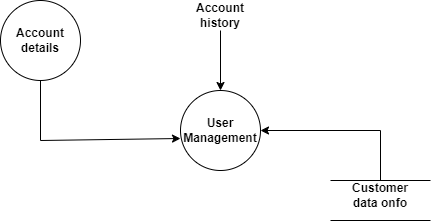 Account
details
Account
history
User
Management
Customer
data onfo